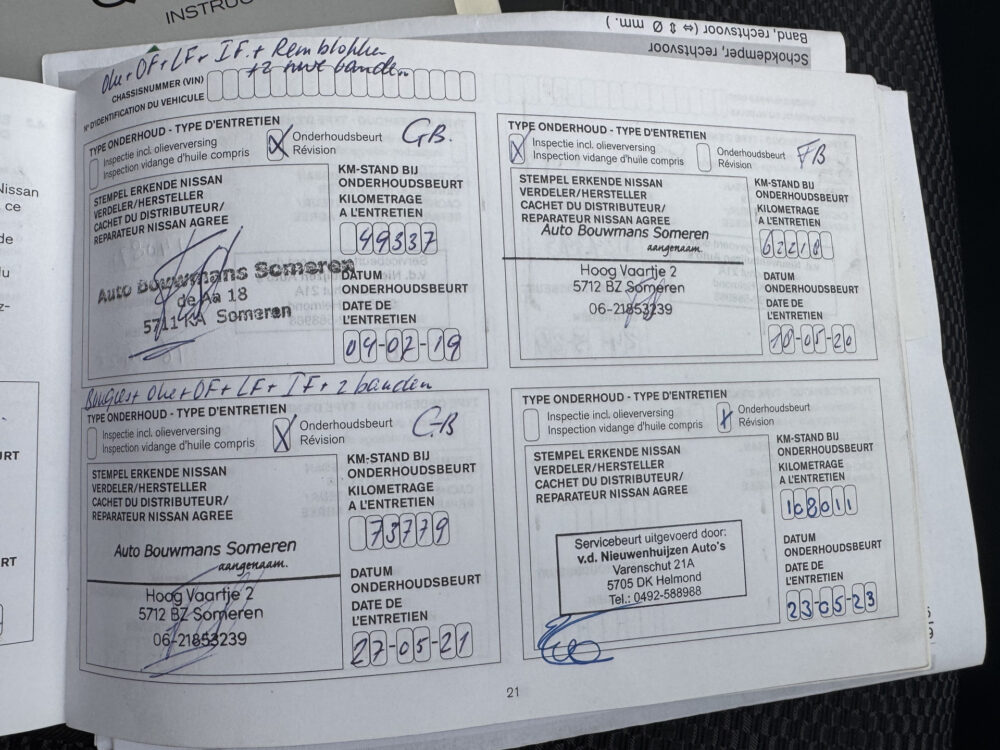 INSTRUC
Band, rechtsvoor (⇔ ⇕ Ø mm. )
Schokdemper, rechtsvoor
Olie + OF + LF + IF. + Remblokken
+ 2 nwe banden
CHASSISNUMMER (VIN)
N° D'IDENTIFICATION DU VEHICULE
TYPE ONDERHOUD - TYPE D'ENTRETIEN
Inspectie incl. olieverversing
Inspection vidange d'huile compris
X Onderhoudsbeurt
Révision
GB.
STEMPEL ERKENDE NISSAN
VERDELER/HERSTELLER
CACHET DU DISTRIBUTEUR/
REPARATEUR NISSAN AGREE
Auto Bouwmans Someren
de Aa 18
5711 KA Someren
KM-STAND BIJ
ONDERHOUDSBEURT
KILOMETRAGE
A L'ENTRETIEN
49337
DATUM
ONDERHOUDSBEURT
DATE DE
L'ENTRETIEN
04-02-19
TYPE ONDERHOUD - TYPE D'ENTRETIEN
X Inspectie incl. olieverversing
Inspection vidange d'huile compris
Onderhoudsbeurt
Révision
FB
STEMPEL ERKENDE NISSAN
VERDELER/HERSTELLER
CACHET DU DISTRIBUTEUR/
REPARATEUR NISSAN AGREE
Auto Bouwmans Someren
aangenaam.
Hoog Vaartje 2
5712 BZ Someren
06-21853239
KM-STAND BIJ
ONDERHOUDSBEURT
KILOMETRAGE
A L'ENTRETIEN
62218
DATUM
ONDERHOUDSBEURT
DATE DE
L'ENTRETIEN
18-05-20
Bougies + Olie + OF + LF + IF + 2 banden
TYPE ONDERHOUD - TYPE D'ENTRETIEN
Inspectie incl. olieverversing
Inspection vidange d'huile compris
X Onderhoudsbeurt
Révision
GB
STEMPEL ERKENDE NISSAN
VERDELER/HERSTELLER
CACHET DU DISTRIBUTEUR/
REPARATEUR NISSAN AGREE
Auto Bouwmans Someren
aangenaam.
Hoog Vaartje 2
5712 BZ Someren
06-21853239
KM-STAND BIJ
ONDERHOUDSBEURT
KILOMETRAGE
A L'ENTRETIEN
73779
DATUM
ONDERHOUDSBEURT
DATE DE
L'ENTRETIEN
27-05-21
TYPE ONDERHOUD - TYPE D'ENTRETIEN
Inspectie incl. olieverversing
Inspection vidange d'huile compris
X Onderhoudsbeurt
Révision
STEMPEL ERKENDE NISSAN
VERDELER/HERSTELLER
CACHET DU DISTRIBUTEUR/
REPARATEUR NISSAN AGREE
Servicebeurt uitgevoerd door:
v.d. Nieuwenhuijzen Auto's
Varenschut 21A
5705 DK Helmond
Tel.: 0492-588988
KM-STAND BIJ
ONDERHOUDSBEURT
KILOMETRAGE
A L'ENTRETIEN
108011
DATUM
ONDERHOUDSBEURT
DATE DE
L'ENTRETIEN
23-05-23
21
Nissan
ce
de